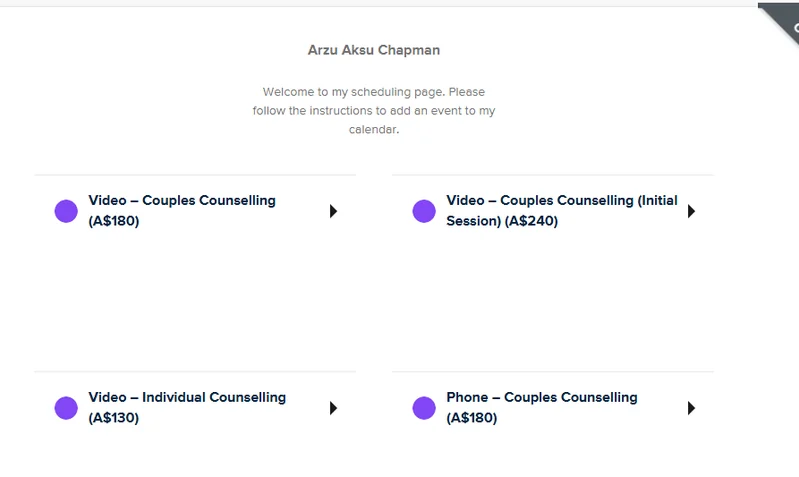 Arzu Aksu Chapman
Welcome to my scheduling page. Please
follow the instructions to add an event to my
calendar.
Video – Couples Counselling
(A$180)
Video – Couples Counselling (Initial
Session) (A$240)
Video – Individual Counselling
(A$130)
Phone – Couples Counselling
(A$180)